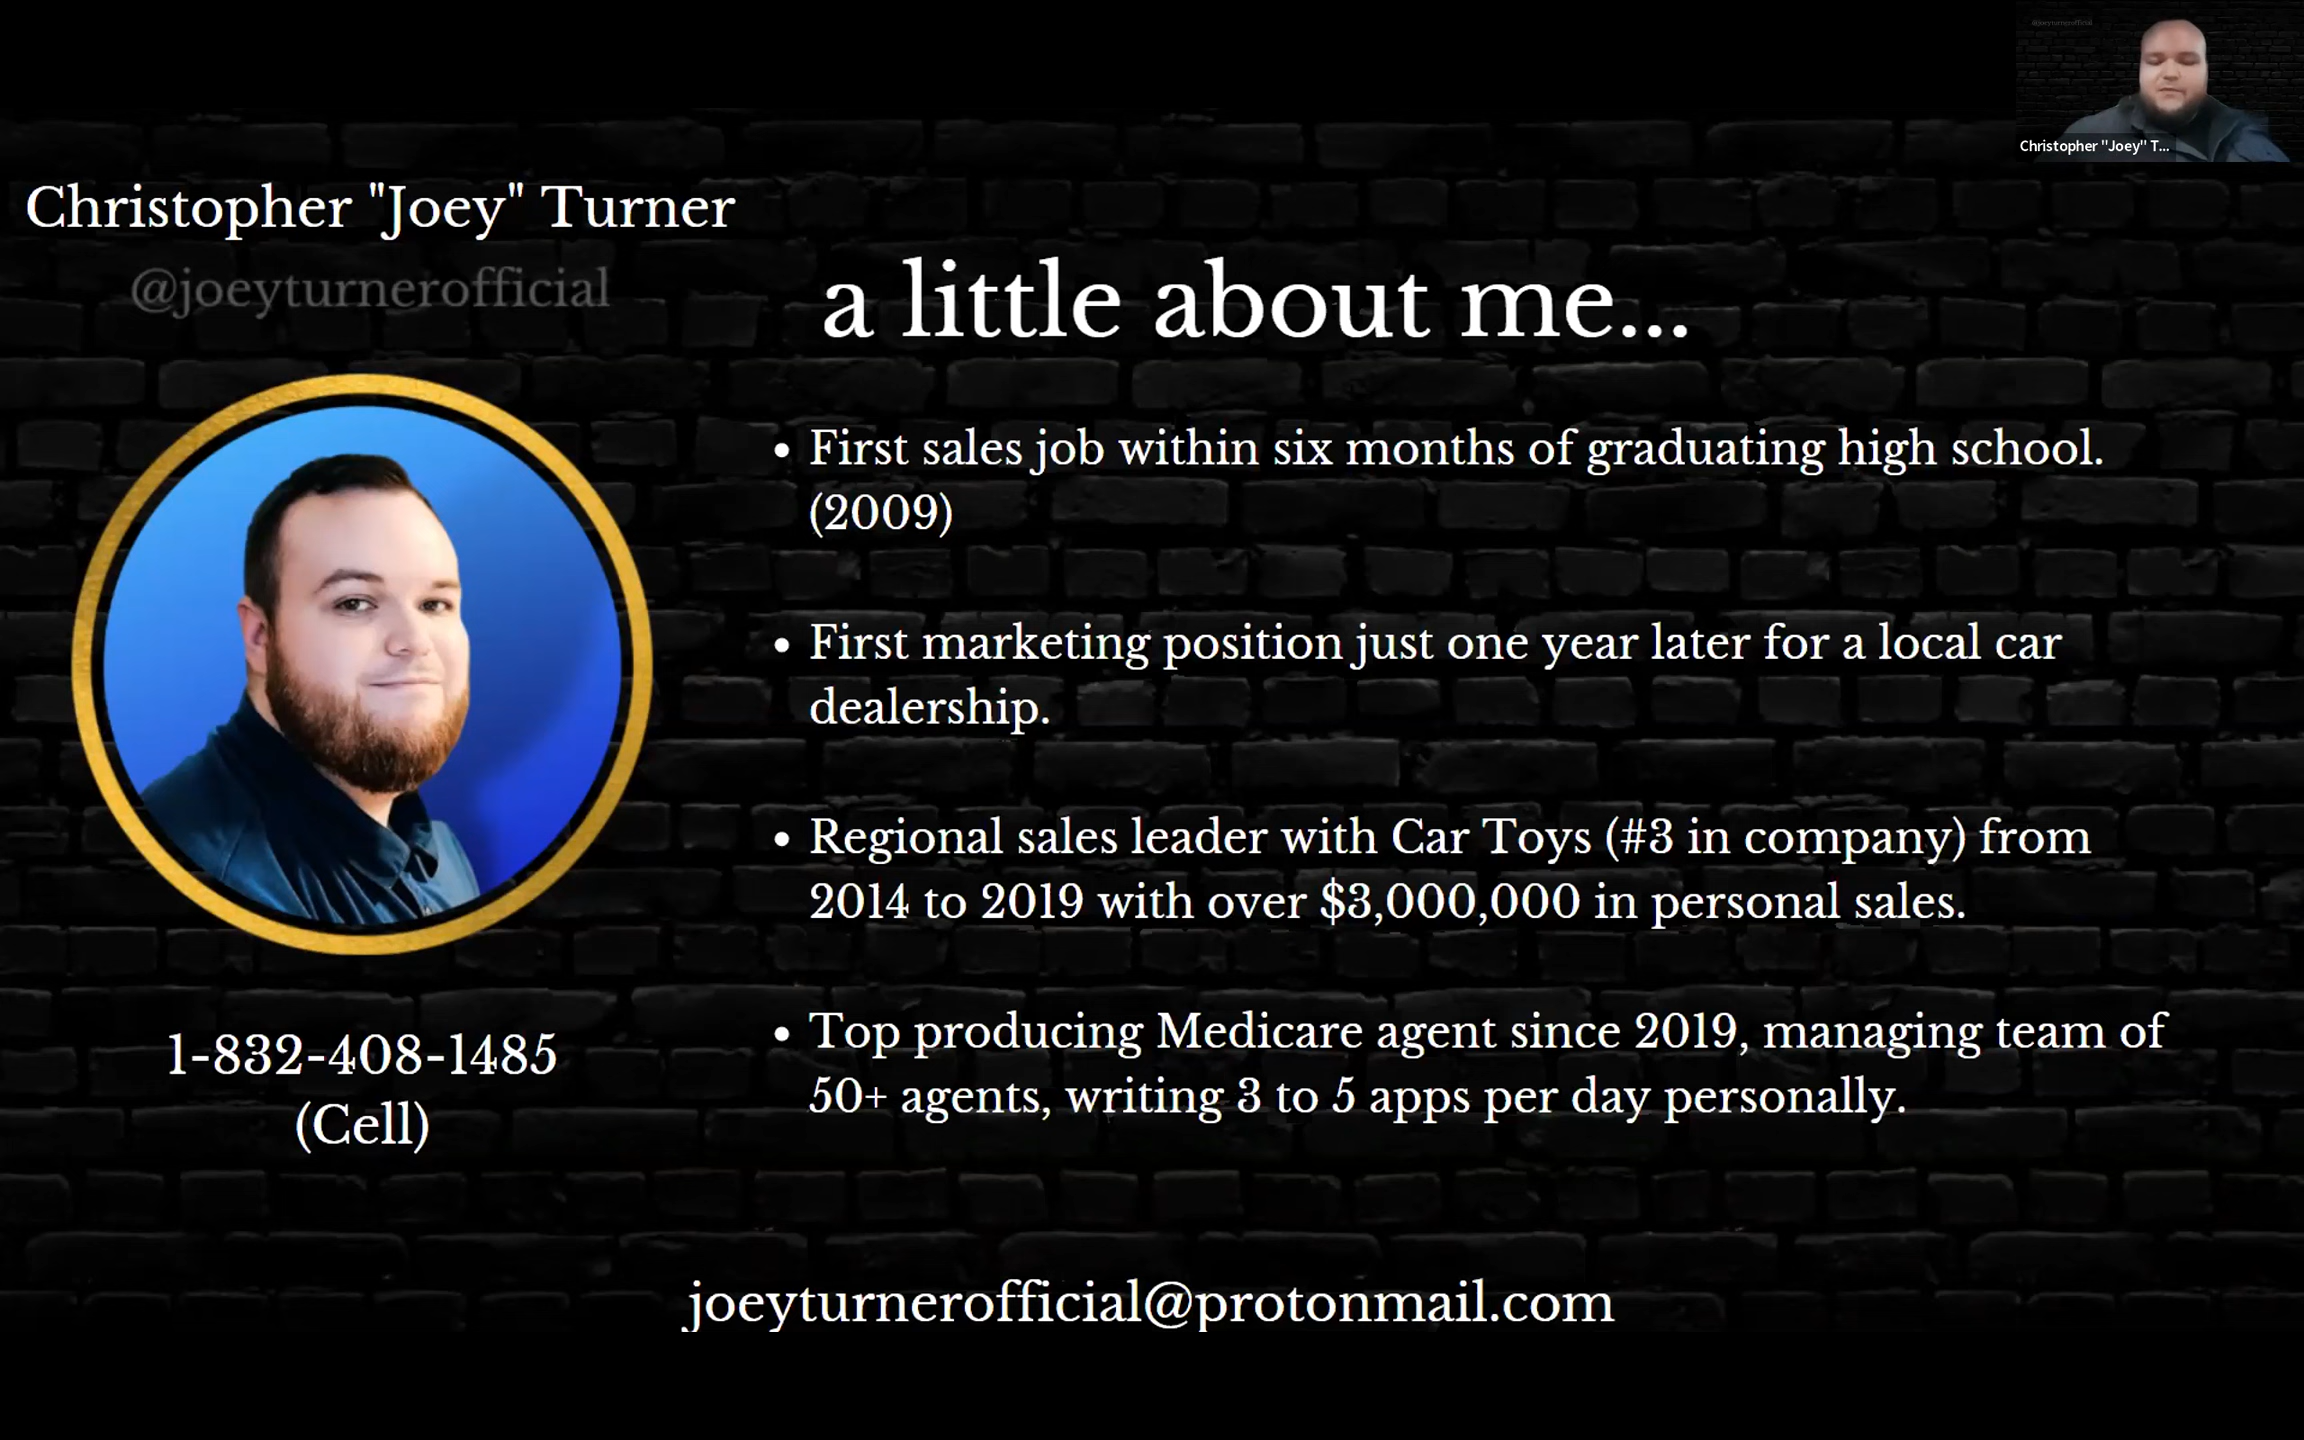 @joeyturnerofficial
Christopher "Joey" T...
Christopher "Joey" Turner
@joeyturnerofficial
a little about me...
• First sales job within six months of graduating high school.
(2009)
• First marketing position just one year later for a local car
dealership.
• Regional sales leader with Car Toys (#3 in company) from
2014 to 2019 with over $3,000,000 in personal sales.
• Top producing Medicare agent since 2019, managing team of
50+ agents, writing 3 to 5 apps per day personally.
1-832-408-1485
(Cell)
joeyturnerofficial@protonmail.com